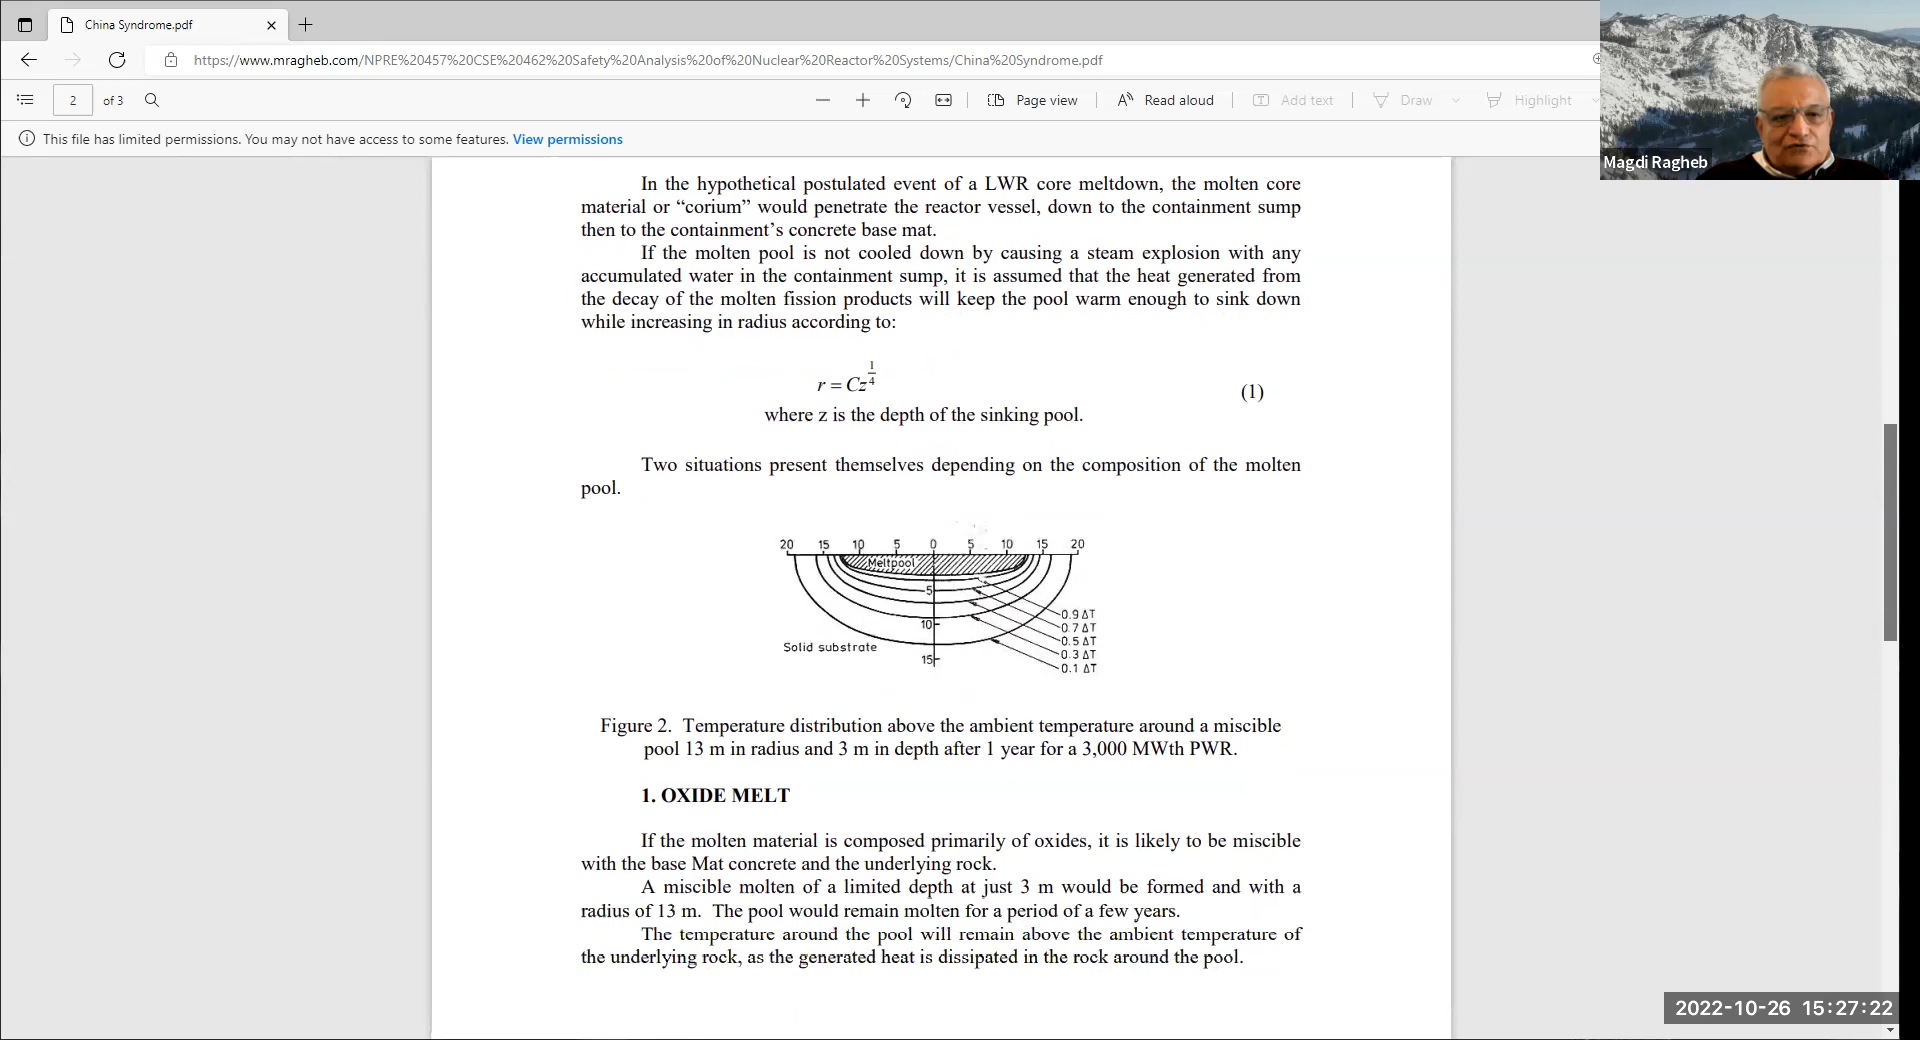 China Syndrome.pdf
https://www.mragheb.com/NPRE%20457%20CSE%20462%20Safety%20Analysis%20of%20Nuclear%20Reactor%20Systems/China%20Syndrome.pdf
2 of 3
Page view
Read aloud
Add text
Draw
Highlight
This file has limited permissions. You may not have access to some features. View permissions
Magdi Ragheb
In the hypothetical postulated event of a LWR core meltdown, the molten core
material or “corium” would penetrate the reactor vessel, down to the containment sump
then to the containment’s concrete base mat.
If the molten pool is not cooled down by causing a steam explosion with any
accumulated water in the containment sump, it is assumed that the heat generated from
the decay of the molten fission products will keep the pool warm enough to sink down
while increasing in radius according to:
r = Cz^{1/4} (1)
where z is the depth of the sinking pool.
Two situations present themselves depending on the composition of the molten
pool.
20 15 10 5 0 5 10 15 20
Meltpool
5
10
15
Solid substrate
0.9 ΔT
0.7 ΔT
0.5 ΔT
0.3 ΔT
0.1 ΔT
Figure 2. Temperature distribution above the ambient temperature around a miscible
pool 13 m in radius and 3 m in depth after 1 year for a 3,000 MWth PWR.
1. OXIDE MELT
If the molten material is composed primarily of oxides, it is likely to be miscible
with the base Mat concrete and the underlying rock.
A miscible molten of a limited depth at just 3 m would be formed and with a
radius of 13 m. The pool would remain molten for a period of a few years.
The temperature around the pool will remain above the ambient temperature of
the underlying rock, as the generated heat is dissipated in the rock around the pool.
2022-10-26 15:27:22